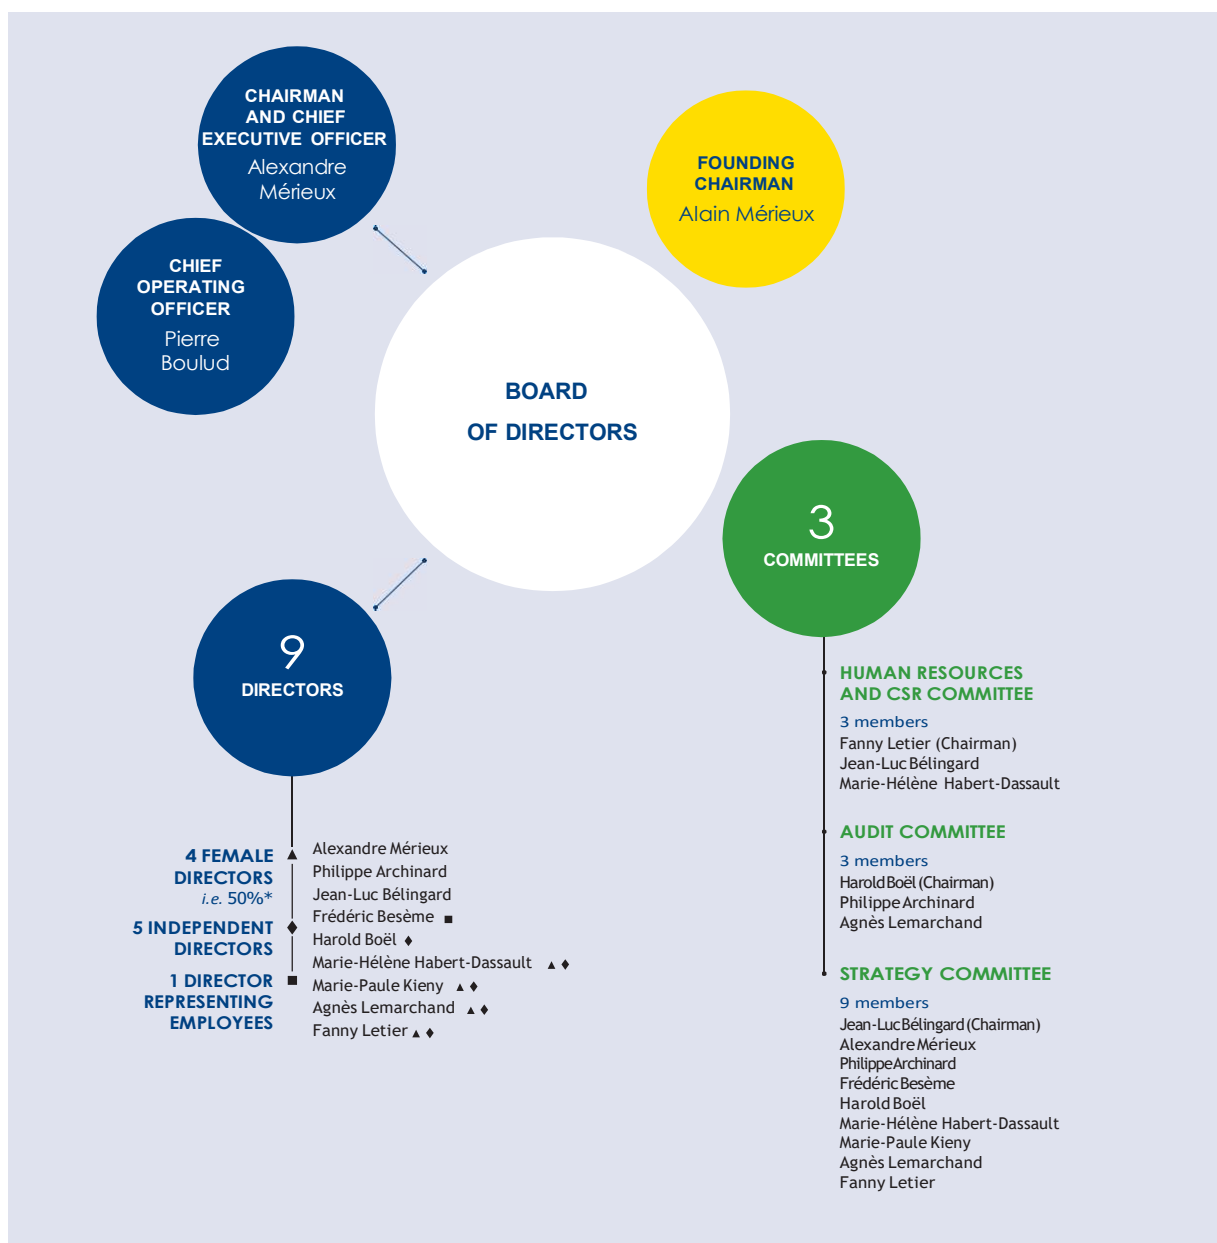 CHAIRMAN
AND CHIEF
EXECUTIVE OFFICER
Alexandre
Mérieux
FOUNDING
CHAIRMAN
Alain Mérieux
CHIEF
OPERATING
OFFICER
Pierre
Boulud
BOARD
OF DIRECTORS
3
COMMITTEES
9
DIRECTORS
4 FEMALE ▲
DIRECTORS
i.e. 50%*
5 INDEPENDENT ♦
DIRECTORS
1 DIRECTOR ■
REPRESENTING
EMPLOYEES
Alexandre Mérieux
Philippe Archinard
Jean-Luc Bélingard
Frédéric Besème ■
Harold Boël ♦
Marie-Hélène Habert-Dassault ▲ ♦
Marie-Paule Kieny ▲ ♦
Agnès Lemarchand ▲ ♦
Fanny Letier ▲ ♦
HUMAN RESOURCES
AND CSR COMMITTEE
3 members
Fanny Letier (Chairman)
Jean-Luc Bélingard
Marie-Hélène Habert-Dassault
AUDIT COMMITTEE
3 members
Harold Boël (Chairman)
Philippe Archinard
Agnès Lemarchand
STRATEGY COMMITTEE
9 members
Jean-Luc Bélingard (Chairman)
Alexandre Mérieux
Philippe Archinard
Frédéric Besème
Harold Boël
Marie-Hélène Habert-Dassault
Marie-Paule Kieny
Agnès Lemarchand
Fanny Letier